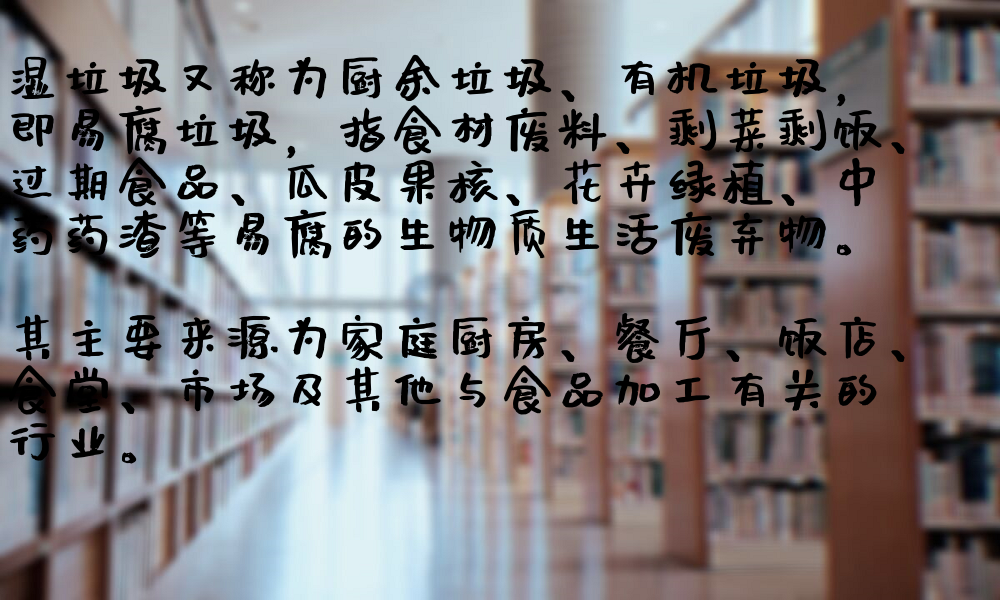 湿垃圾又称为厨余垃圾、有机垃圾，
即易腐垃圾，指食材废料、剩菜剩饭、
过期食品、瓜皮果核、花卉绿植、中
药药渣等易腐的生物质生活废弃物。
其主要来源为家庭厨房、餐厅、饭店、
食堂、市场及其他与食品加工有关的
行业。